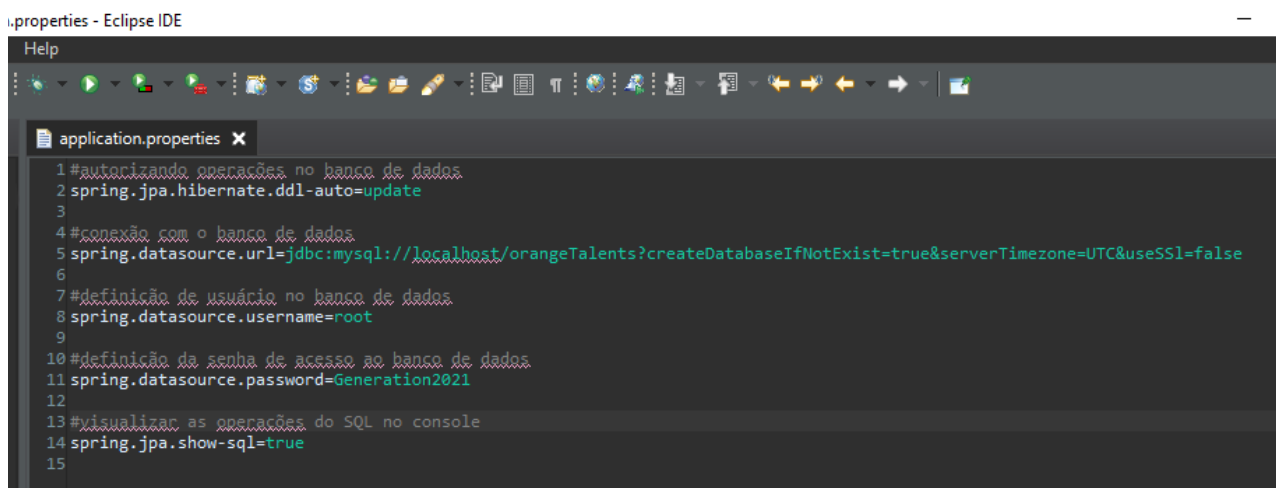 .properties - Eclipse IDE
Help
application.properties
1 #autorizando operações no banco de dados
2 spring.jpa.hibernate.ddl-auto=update
3
4 #conexão com o banco de dados
5 spring.datasource.url=jdbc:mysql://localhost/orangeTalents?createDatabaseIfNotExist=true&serverTimezone=UTC&useSSl=false
6
7 #definição de usuário no banco de dados
8 spring.datasource.username=root
9
10 #definição da senha de acesso ao banco de dados
11 spring.datasource.password=Generation2021
12
13 #visualizar as operações do SQL no console
14 spring.jpa.show-sql=true
15